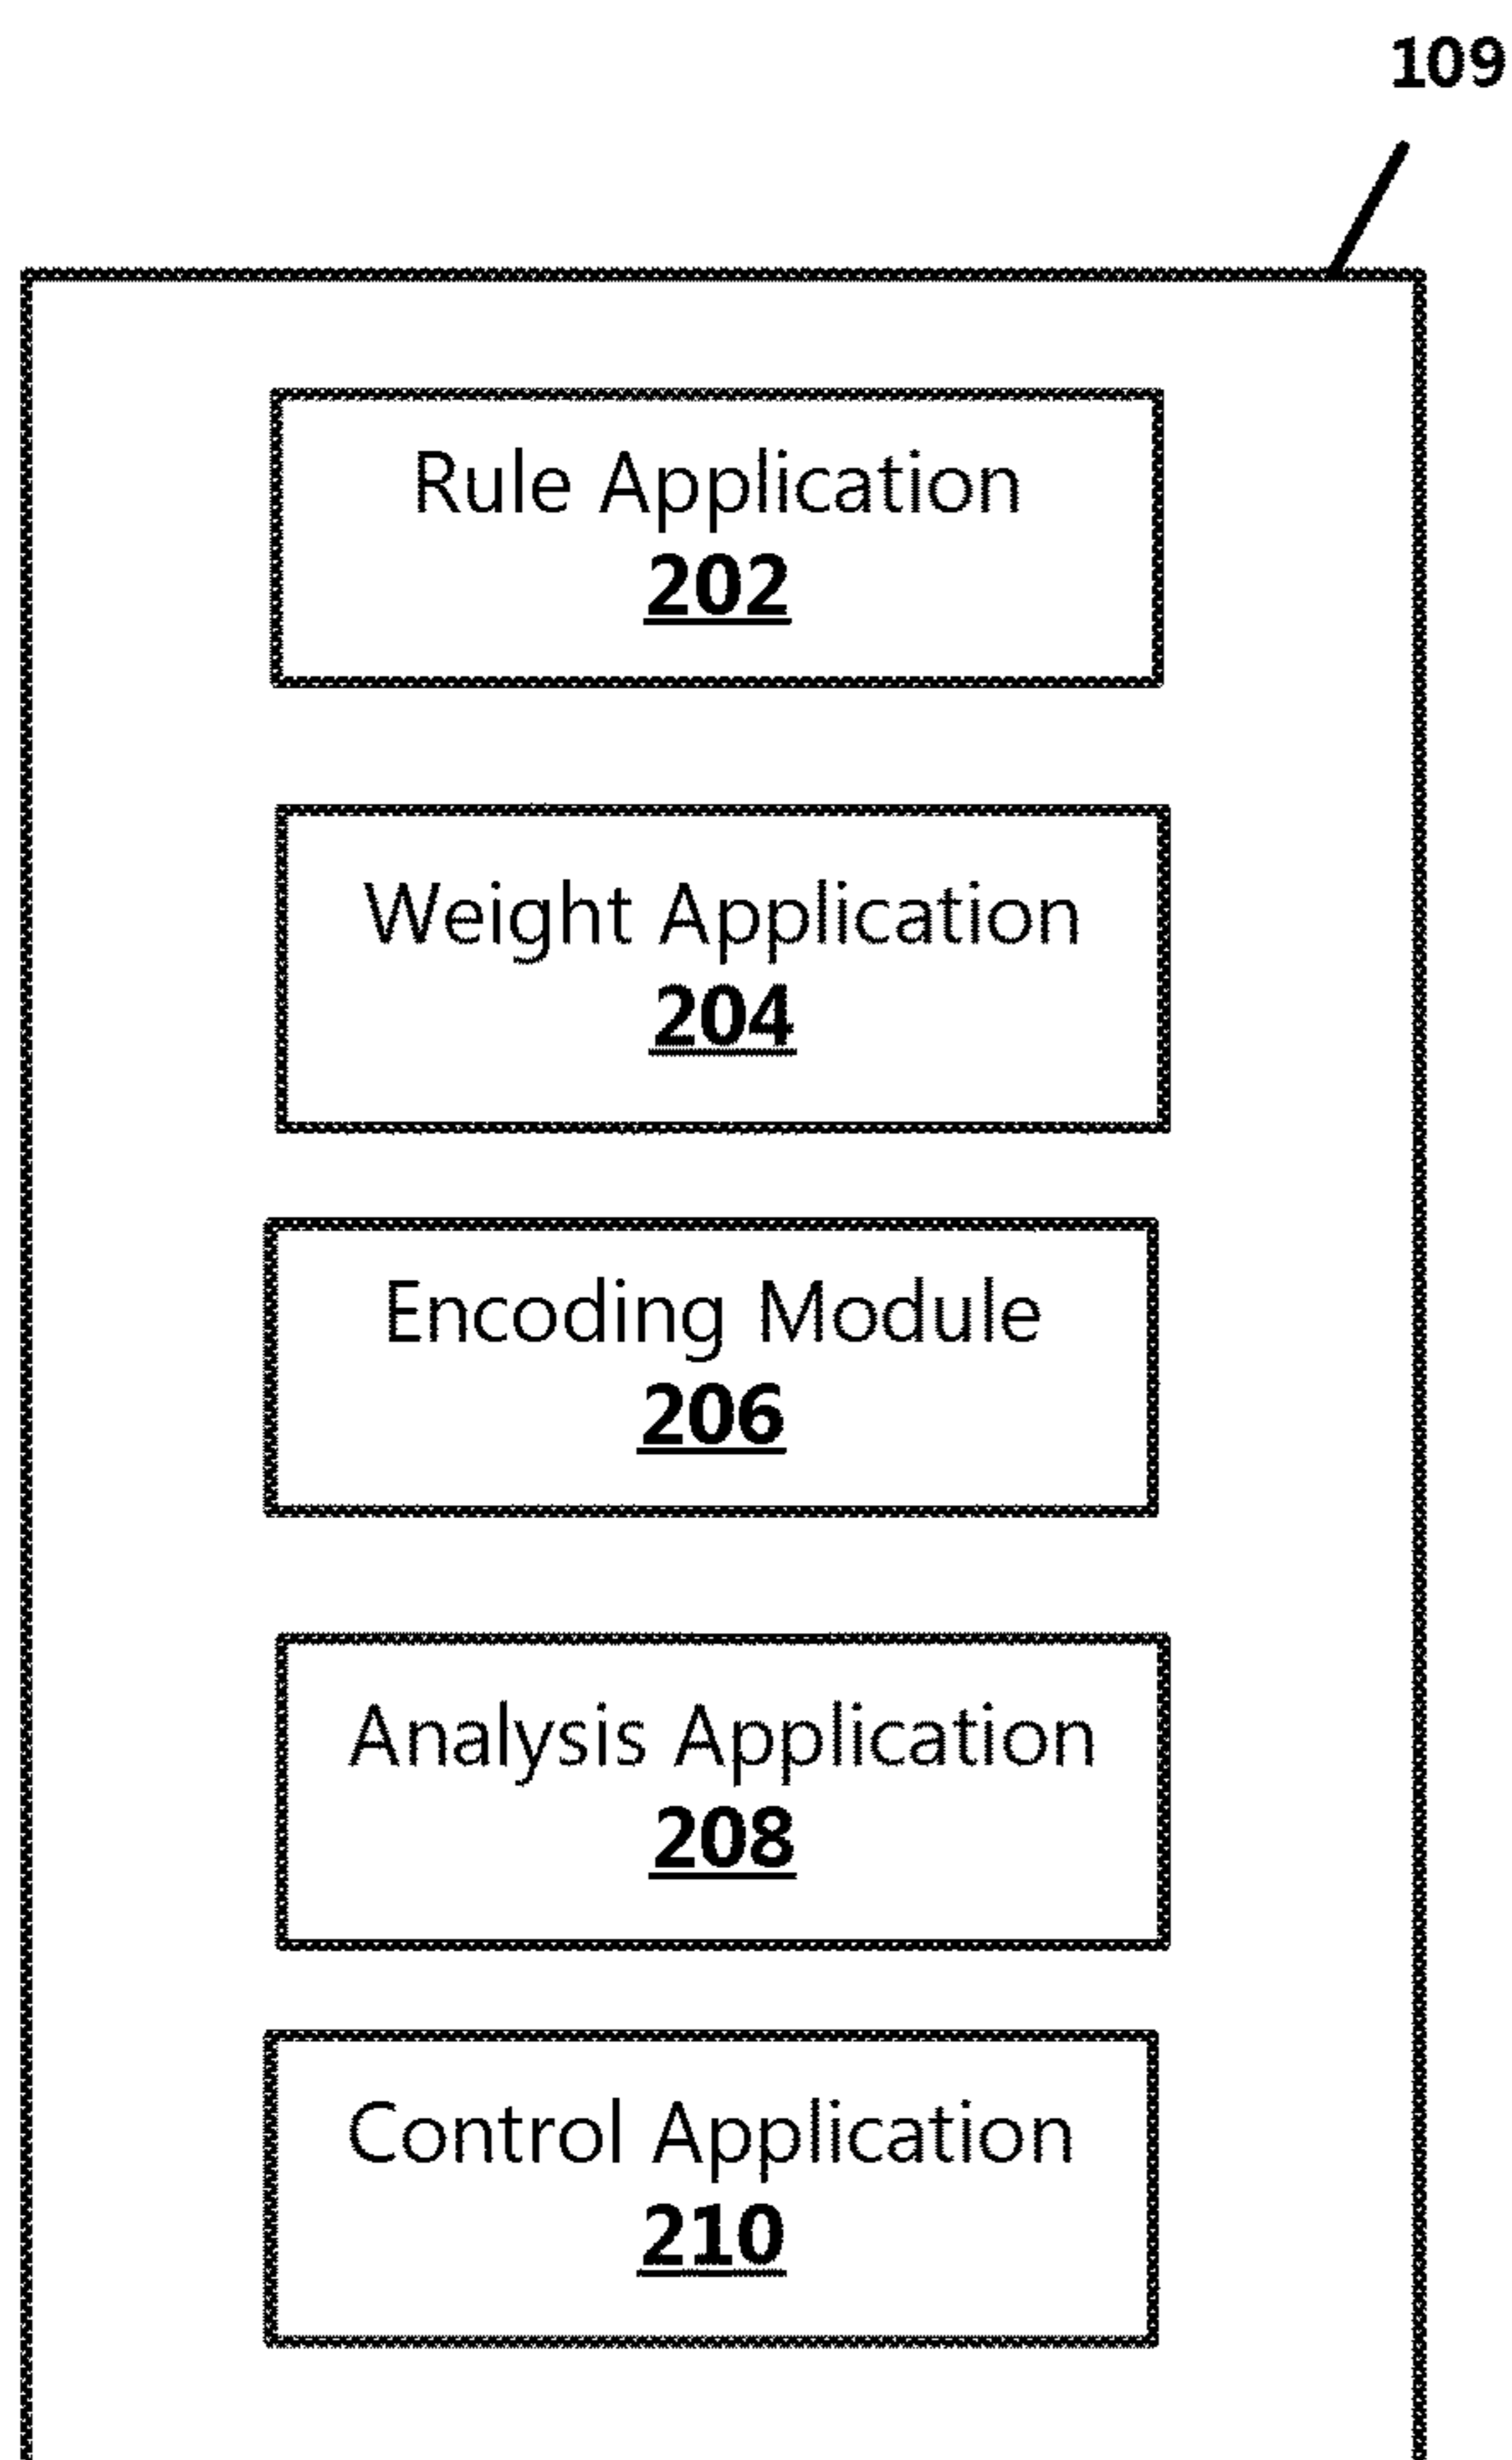 109
Rule Application
202
Weight Application
204
Encoding Module
206
Analysis Application
208
Control Application
210